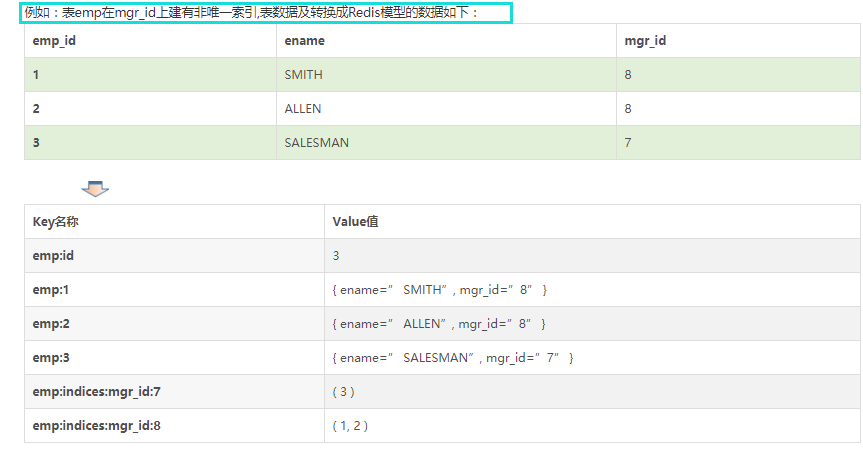 例如：表emp在mgr_id上建有非唯一索引,表数据及转换成Redis模型的数据如下：
emp_id ename mgr_id
1 SMITH 8
2 ALLEN 8
3 SALESMAN 7
Key名称 Value值
emp:id 3
emp:1 { ename=” SMITH”, mgr_id=”8” }
emp:2 { ename=” ALLEN”, mgr_id=”8” }
emp:3 { ename=” SALESMAN”, mgr_id=”7” }
emp:indices:mgr_id:7 ( 3 )
emp:indices:mgr_id:8 ( 1, 2 )